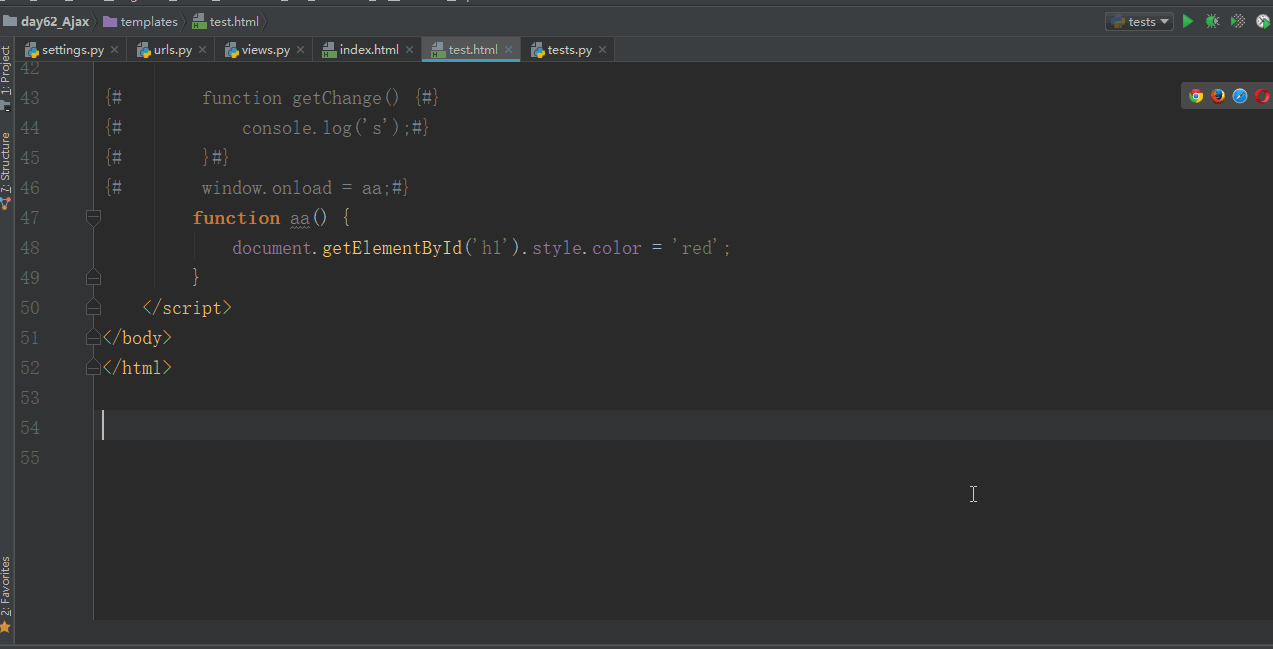 day62_Ajax templates test.html tests
settings.py urls.py views.py index.html test.html tests.py
1: Project
7: Structure
2: Favorites
42
43 {# function getChange() {#}
44 {# console.log('s');#}
45 {# }#}
46 {# window.onload = aa;#}
47 function aa() {
48 document.getElementById('h1').style.color = 'red';
49 }
50 </script>
51 </body>
52 </html>
53
54
55